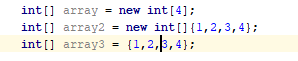 int[] array = new int[4];
int[] array2 = new int[]{1,2,3,4};
int[] array3 = {1,2,3,4};